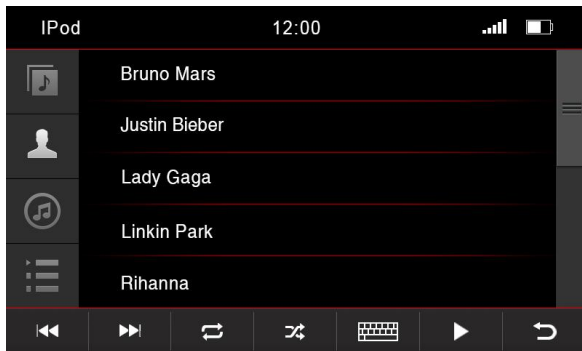 IPod 12:00
Bruno Mars
Justin Bieber
Lady Gaga
Linkin Park
Rihanna